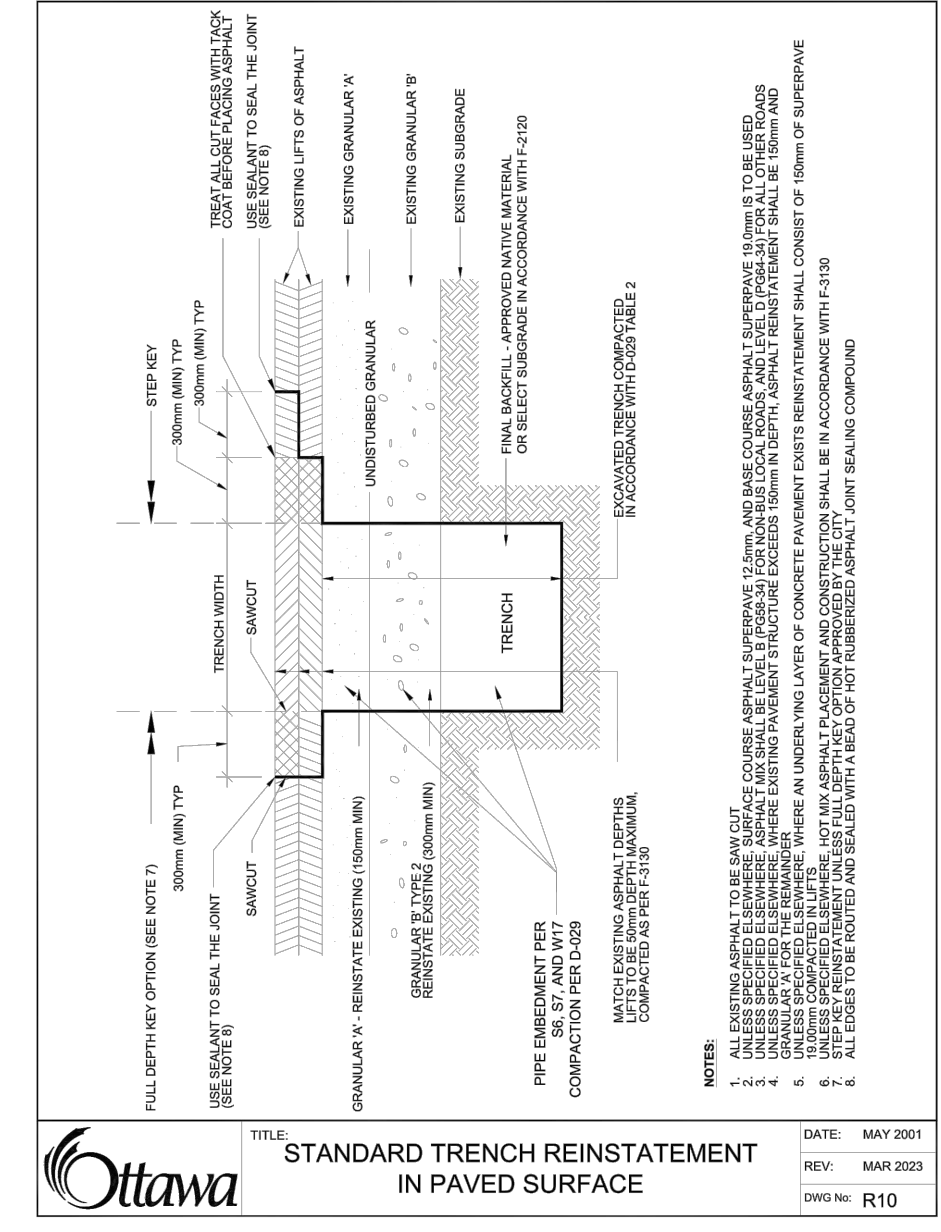 FULL DEPTH KEY OPTION (SEE NOTE 7)
STEP KEY
300mm (MIN) TYP
TRENCH WIDTH
300mm (MIN) TYP
300mm (MIN) TYP
TREAT ALL CUT FACES WITH TACK
COAT BEFORE PLACING ASPHALT
USE SEALANT TO SEAL THE JOINT
(SEE NOTE 8)
SAWCUT
SAWCUT
USE SEALANT TO SEAL THE JOINT
(SEE NOTE 8)
EXISTING LIFTS OF ASPHALT
GRANULAR 'A' - REINSTATE EXISTING (150mm MIN)
UNDISTURBED GRANULAR
EXISTING GRANULAR 'A'
GRANULAR 'B' TYPE 2
REINSTATE EXISTING (300mm MIN)
EXISTING GRANULAR 'B'
EXISTING SUBGRADE
TRENCH
FINAL BACKFILL - APPROVED NATIVE MATERIAL
OR SELECT SUBGRADE IN ACCORDANCE WITH F-2120
PIPE EMBEDMENT PER
S6, S7, AND W17
COMPACTION PER D-029
MATCH EXISTING ASPHALT DEPTHS
LIFTS TO BE 50mm DEPTH MAXIMUM,
COMPACTED AS PER F-3130
EXCAVATED TRENCH COMPACTED
IN ACCORDANCE WITH D-029 TABLE 2
NOTES:
1. ALL EXISTING ASPHALT TO BE SAW CUT
2. UNLESS SPECIFIED ELSEWHERE, SURFACE COURSE ASPHALT SUPERPAVE 12.5mm, AND BASE COURSE ASPHALT SUPERPAVE 19.0mm IS TO BE USED
3. UNLESS SPECIFIED ELSEWHERE, ASPHALT MIX SHALL BE LEVEL B (PG58-34) FOR NON-BUS LOCAL ROADS, AND LEVEL D (PG64-34) FOR ALL OTHER ROADS
4. UNLESS SPECIFIED ELSEWHERE, WHERE EXISTING PAVEMENT STRUCTURE EXCEEDS 150mm IN DEPTH, ASPHALT REINSTATEMENT SHALL BE 150mm AND
GRANULAR 'A' FOR THE REMAINDER
5. UNLESS SPECIFIED ELSEWHERE, WHERE AN UNDERLYING LAYER OF CONCRETE PAVEMENT EXISTS REINSTATEMENT SHALL CONSIST OF 150mm OF SUPERPAVE
19.00mm COMPACTED IN LIFTS
6. UNLESS SPECIFIED ELSEWHERE, HOT MIX ASPHALT PLACEMENT AND CONSTRUCTION SHALL BE IN ACCORDANCE WITH F-3130
7. STEP KEY REINSTATEMENT UNLESS FULL DEPTH KEY OPTION APPROVED BY THE CITY
8. ALL EDGES TO BE ROUTED AND SEALED WITH A BEAD OF HOT RUBBERIZED ASPHALT JOINT SEALING COMPOUND
Ottawa
TITLE:
STANDARD TRENCH REINSTATEMENT
IN PAVED SURFACE
DATE: MAY 2001
REV: MAR 2023
DWG No: R10